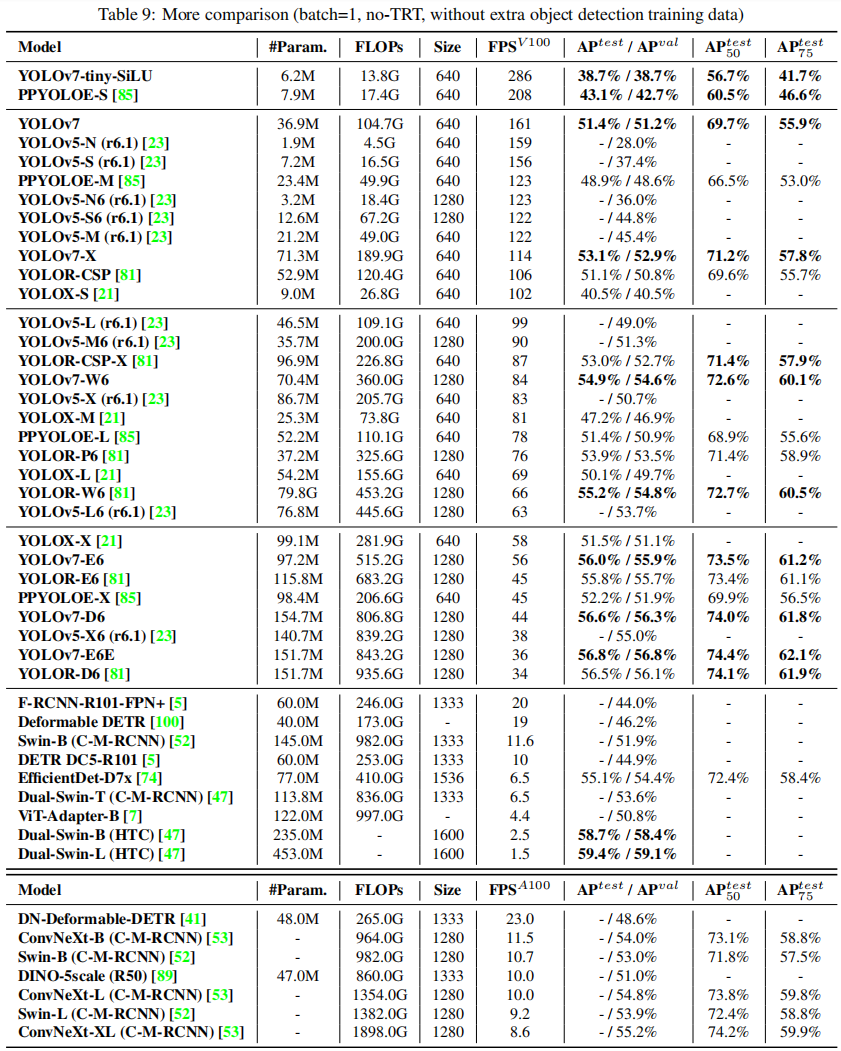 Table 9: More comparison (batch=1, no-TRT, without extra object detection training data)
Model #Param. FLOPs Size FPS^V100 AP^test / AP^val AP^test_50 AP^test_75
YOLOv7-tiny-SiLU 6.2M 13.8G 640 286 38.7% / 38.7% 56.7% 41.7%
PPYOLOE-S [85] 7.9M 17.4G 640 208 43.1% / 42.7% 60.5% 46.6%
YOLOv7 36.9M 104.7G 640 161 51.4% / 51.2% 69.7% 55.9%
YOLOv5-N (r6.1) [23] 1.9M 4.5G 640 159 - / 28.0% - -
YOLOv5-S (r6.1) [23] 7.2M 16.5G 640 156 - / 37.4% - -
PPYOLOE-M [85] 23.4M 49.9G 640 123 48.9% / 48.6% 66.5% 53.0%
YOLOv5-N6 (r6.1) [23] 3.2M 18.4G 1280 123 - / 36.0% - -
YOLOv5-S6 (r6.1) [23] 12.6M 67.2G 1280 122 - / 44.8% - -
YOLOv5-M (r6.1) [23] 21.2M 49.0G 640 122 - / 45.4% - -
YOLOv7-X 71.3M 189.9G 640 114 53.1% / 52.9% 71.2% 57.8%
YOLOR-CSP [81] 52.9M 120.4G 640 106 51.1% / 50.8% 69.6% 55.7%
YOLOX-S [21] 9.0M 26.8G 640 102 40.5% / 40.5% - -
YOLOv5-L (r6.1) [23] 46.5M 109.1G 640 99 - / 49.0% - -
YOLOv5-M6 (r6.1) [23] 35.7M 200.0G 1280 90 - / 51.3% - -
YOLOR-CSP-X [81] 96.9M 226.8G 640 87 53.0% / 52.7% 71.4% 57.9%
YOLOv7-W6 70.4M 360.0G 1280 84 54.9% / 54.6% 72.6% 60.1%
YOLOv5-X (r6.1) [23] 86.7M 205.7G 640 83 - / 50.7% - -
YOLOX-M [21] 25.3M 73.8G 640 81 47.2% / 46.9% - -
PPYOLOE-L [85] 52.2M 110.1G 640 78 51.4% / 50.9% 68.9% 55.6%
YOLOR-P6 [81] 37.2M 325.6G 1280 76 53.9% / 53.5% 71.4% 58.9%
YOLOX-L [21] 54.2M 155.6G 640 69 50.1% / 49.7% - -
YOLOR-W6 [81] 79.8G 453.2G 1280 66 55.2% / 54.8% 72.7% 60.5%
YOLOv5-L6 (r6.1) [23] 76.8M 445.6G 1280 63 - / 53.7% - -
YOLOX-X [21] 99.1M 281.9G 640 58 51.5% / 51.1% - -
YOLOv7-E6 97.2M 515.2G 1280 56 56.0% / 55.9% 73.5% 61.2%
YOLOR-E6 [81] 115.8M 683.2G 1280 45 55.8% / 55.7% 73.4% 61.1%
PPYOLOE-X [85] 98.4M 206.6G 640 45 52.2% / 51.9% 69.9% 56.5%
YOLOv7-D6 154.7M 806.8G 1280 44 56.6% / 56.3% 74.0% 61.8%
YOLOv5-X6 (r6.1) [23] 140.7M 839.2G 1280 38 - / 55.0% - -
YOLOv7-E6E 151.7M 843.2G 1280 36 56.8% / 56.8% 74.4% 62.1%
YOLOR-D6 [81] 151.7M 935.6G 1280 34 56.5% / 56.1% 74.1% 61.9%
F-RCNN-R101-FPN+ [5] 60.0M 246.0G 1333 20 - / 44.0% - -
Deformable DETR [100] 40.0M 173.0G - 19 - / 46.2% - -
Swin-B (C-M-RCNN) [52] 145.0M 982.0G 1333 11.6 - / 51.9% - -
DETR DC5-R101 [5] 60.0M 253.0G 1333 10 - / 44.9% - -
EfficientDet-D7x [74] 77.0M 410.0G 1536 6.5 55.1% / 54.4% 72.4% 58.4%
Dual-Swin-T (C-M-RCNN) [47] 113.8M 836.0G 1333 6.5 - / 53.6% - -
ViT-Adapter-B [7] 122.0M 997.0G - 4.4 - / 50.8% - -
Dual-Swin-B (HTC) [47] 235.0M - 1600 2.5 58.7% / 58.4% - -
Dual-Swin-L (HTC) [47] 453.0M - 1600 1.5 59.4% / 59.1% - -
Model #Param. FLOPs Size FPS^A100 AP^test / AP^val AP^test_50 AP^test_75
DN-Deformable-DETR [41] 48.0M 265.0G 1333 23.0 - / 48.6% - -
ConvNeXt-B (C-M-RCNN) [53] - 964.0G 1280 11.5 - / 54.0% 73.1% 58.8%
Swin-B (C-M-RCNN) [52] - 982.0G 1280 10.7 - / 53.0% 71.8% 57.5%
DINO-5scale (R50) [89] 47.0M 860.0G 1333 10.0 - / 51.0% - -
ConvNeXt-L (C-M-RCNN) [53] - 1354.0G 1280 10.0 - / 54.8% 73.8% 59.8%
Swin-L (C-M-RCNN) [52] - 1382.0G 1280 9.2 - / 53.9% 72.4% 58.8%
ConvNeXt-XL (C-M-RCNN) [53] - 1898.0G 1280 8.6 - / 55.2% 74.2% 59.9%